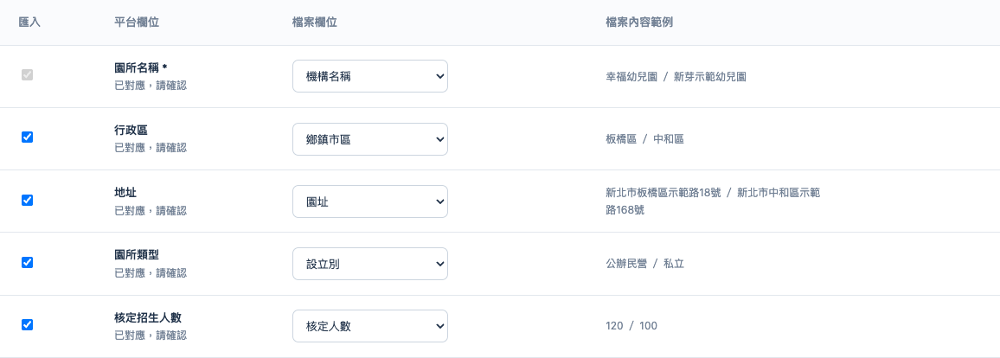 匯入 平台欄位 檔案欄位 檔案內容範例
園所名稱 *
已對應，請確認
機構名稱
幸福幼兒園 / 新芽示範幼兒園
行政區
已對應，請確認
鄉鎮市區
板橋區 / 中和區
地址
已對應，請確認
園址
新北市板橋區示範路18號 / 新北市中和區示範
路168號
園所類型
已對應，請確認
設立別
公辦民營 / 私立
核定招生人數
已對應，請確認
核定人數
120 / 100